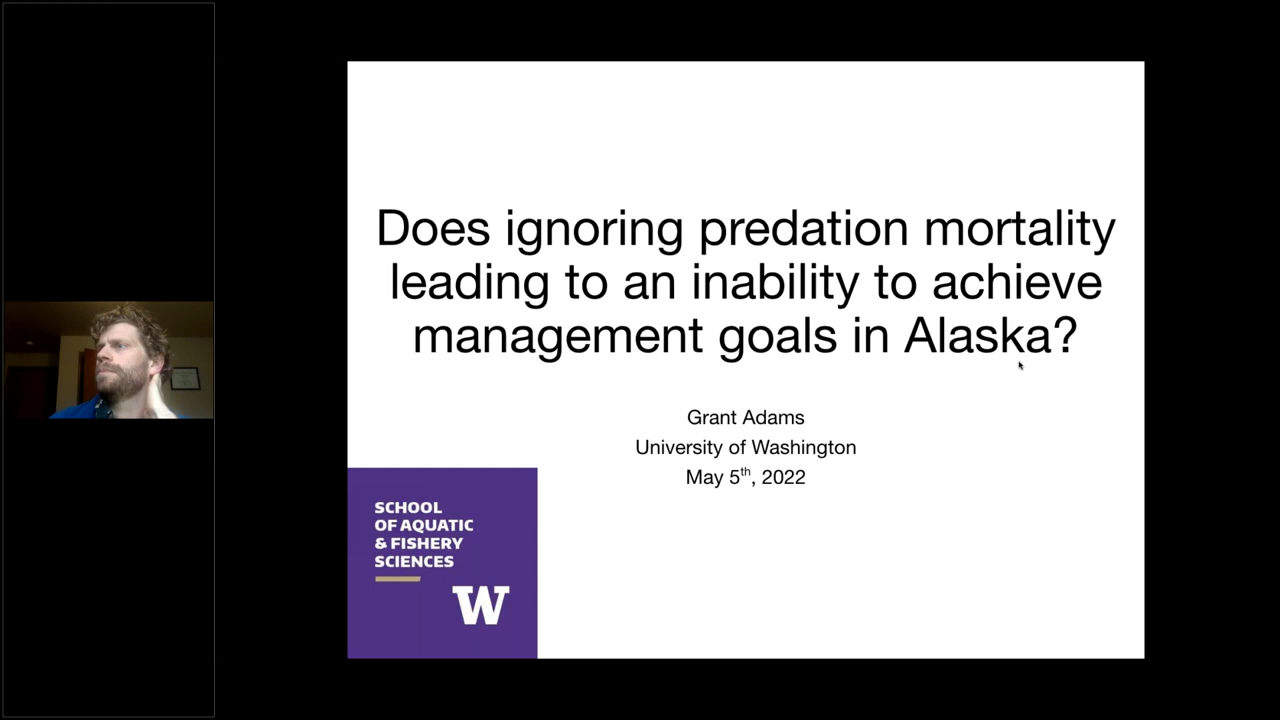 Does ignoring predation mortality
leading to an inability to achieve
management goals in Alaska?
Grant Adams
University of Washington
May 5th, 2022
SCHOOL
OF AQUATIC
& FISHERY
SCIENCES
W